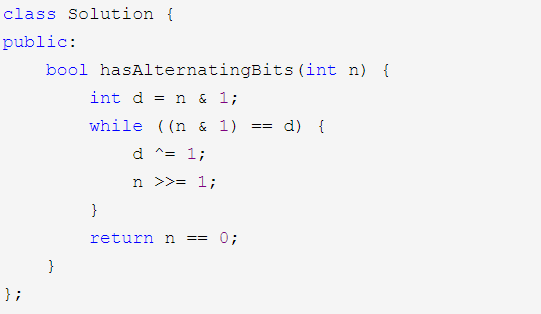 class Solution {
public:
    bool hasAlternatingBits(int n) {
        int d = n & 1;
        while ((n & 1) == d) {
            d ^= 1;
            n >>= 1;
        }
        return n == 0;
    }
};